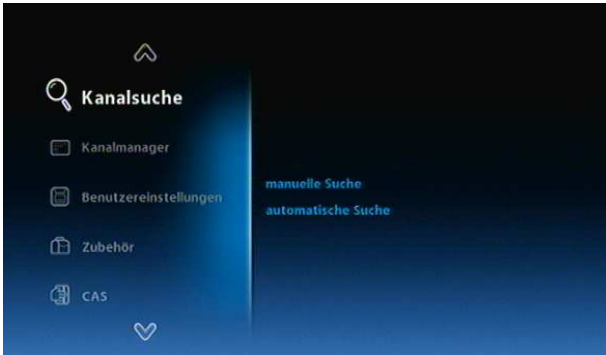 Kanalsuche
Kanalmanager
Benutzereinstellungen
Zubehör
CAS
manuelle Suche
automatische Suche